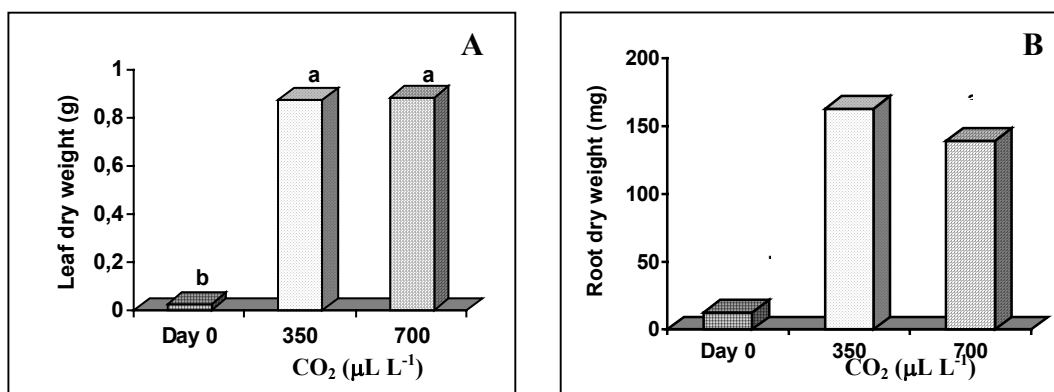 A
Leaf dry weight (g)
1
0,8
0,6
0,4
0,2
0
b
a
a
Day 0 350 700
CO₂ (µL L⁻¹)
B
Root dry weight (mg)
200
150
100
50
0
Day 0 350 700
CO₂ (µL L⁻¹)